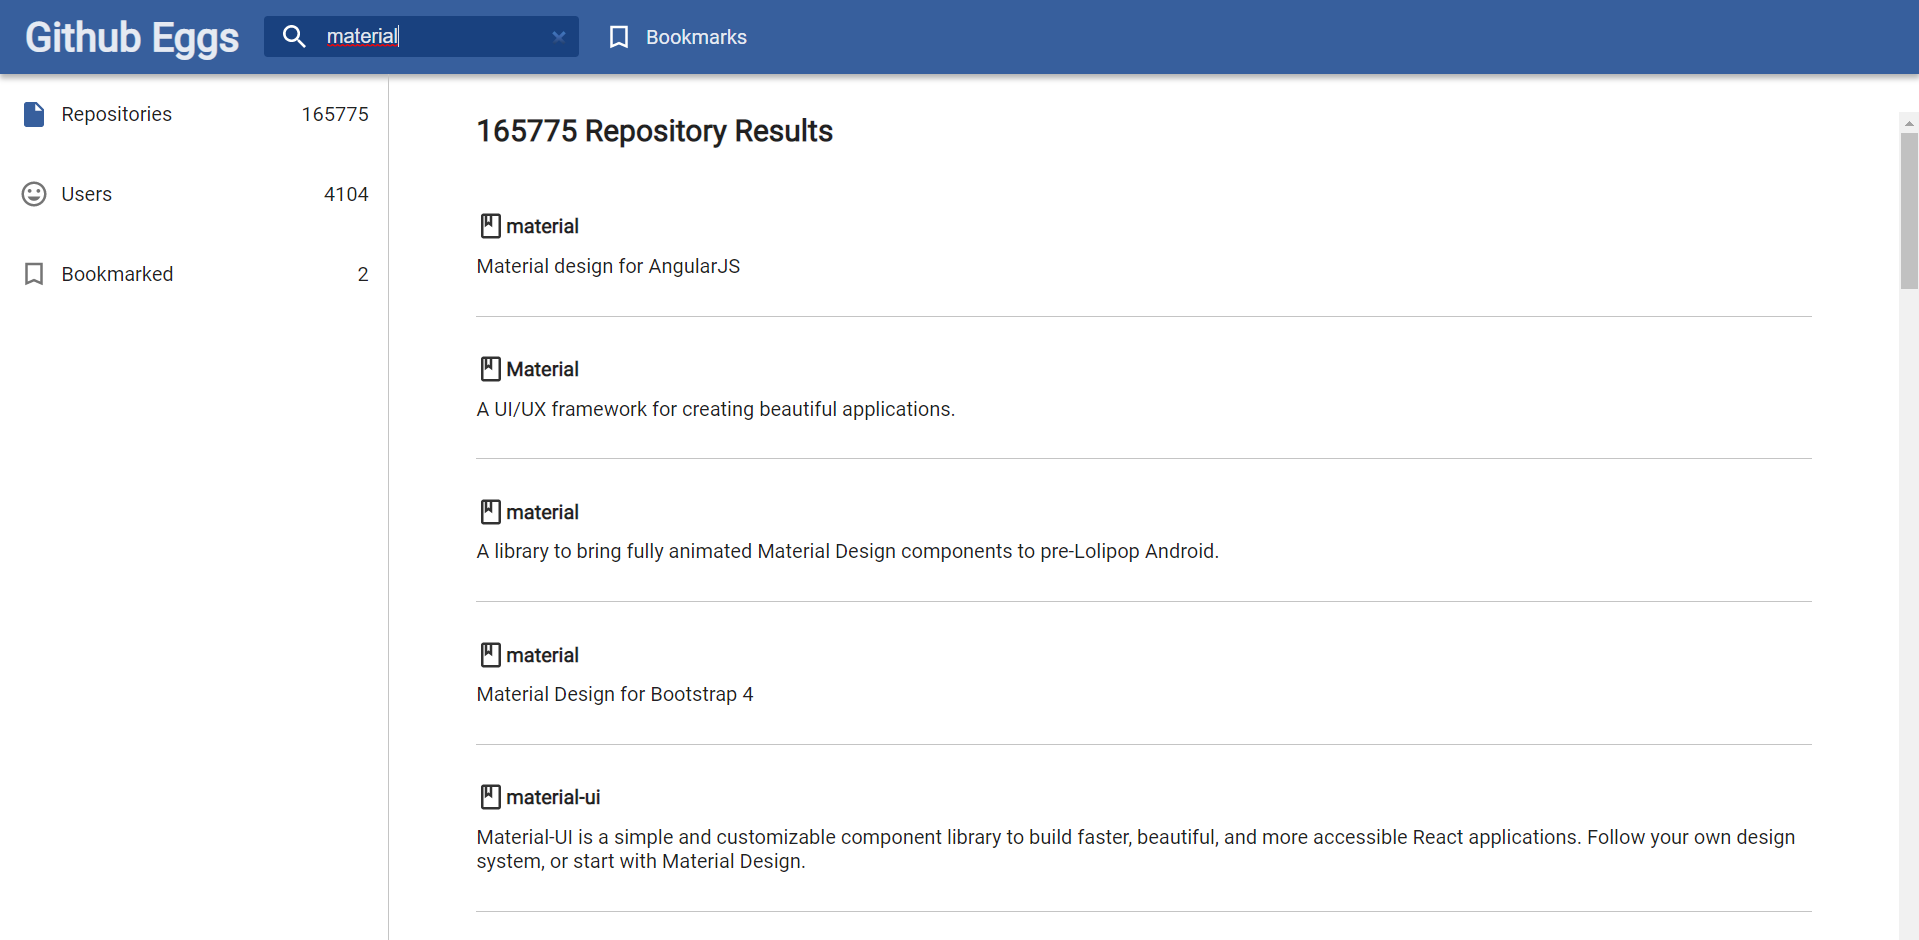 Github Eggs
material
Bookmarks
Repositories 165775
Users 4104
Bookmarked 2
165775 Repository Results
material
Material design for AngularJS
Material
A UI/UX framework for creating beautiful applications.
material
A library to bring fully animated Material Design components to pre-Lolipop Android.
material
Material Design for Bootstrap 4
material-ui
Material-UI is a simple and customizable component library to build faster, beautiful, and more accessible React applications. Follow your own design
system, or start with Material Design.